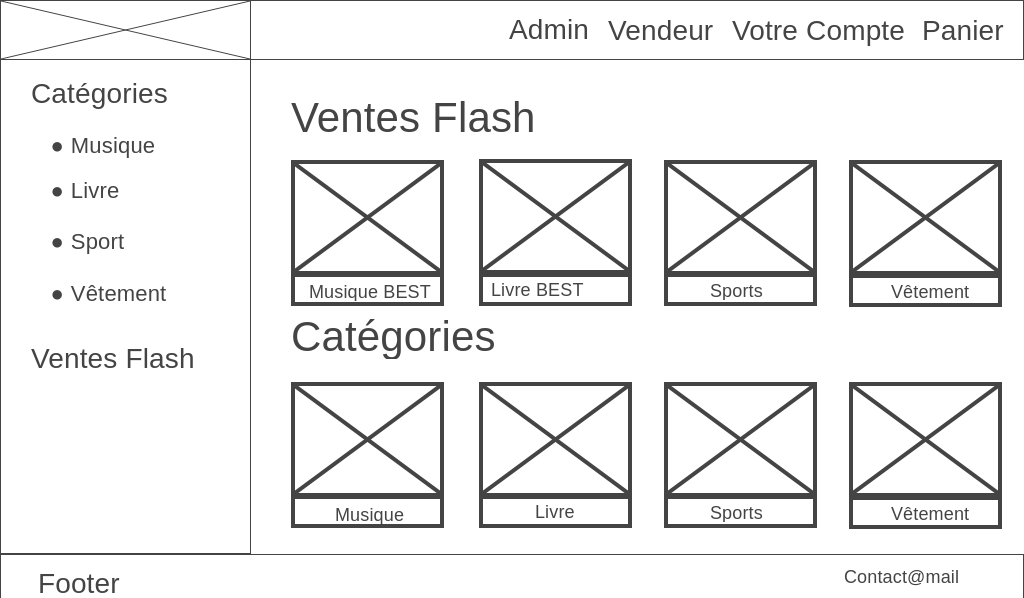 Admin Vendeur Votre Compte Panier
Catégories
● Musique
● Livre
● Sport
● Vêtement
Ventes Flash
Ventes Flash
Musique BEST Livre BEST Sports Vêtement
Catégories
Musique Livre Sports Vêtement
Footer
Contact@mail